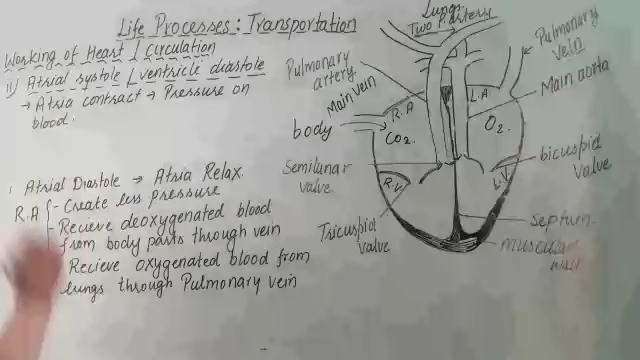 Life Processes: Transportation
Working of Heart / Circulation
ii) Atrial systole / ventricle diastole
→ Atria contract → Pressure on
blood.
i Atrial Diastole → Atria Relax.
R.A { - Create less pressure
- Recieve deoxygenated blood
from body parts through vein
Recieve oxygenated blood from
lungs through Pulmonary vein
Lungs
Two P. artery
Pulmonary
vein
Pulmonary
artery
Main vein
Main aorta
R.A
L.A
body
CO2.
O2.
Semilunar
valve
bicuspid
valve
R.V
L.V
Tricuspid
valve
Septum
muscular
wall